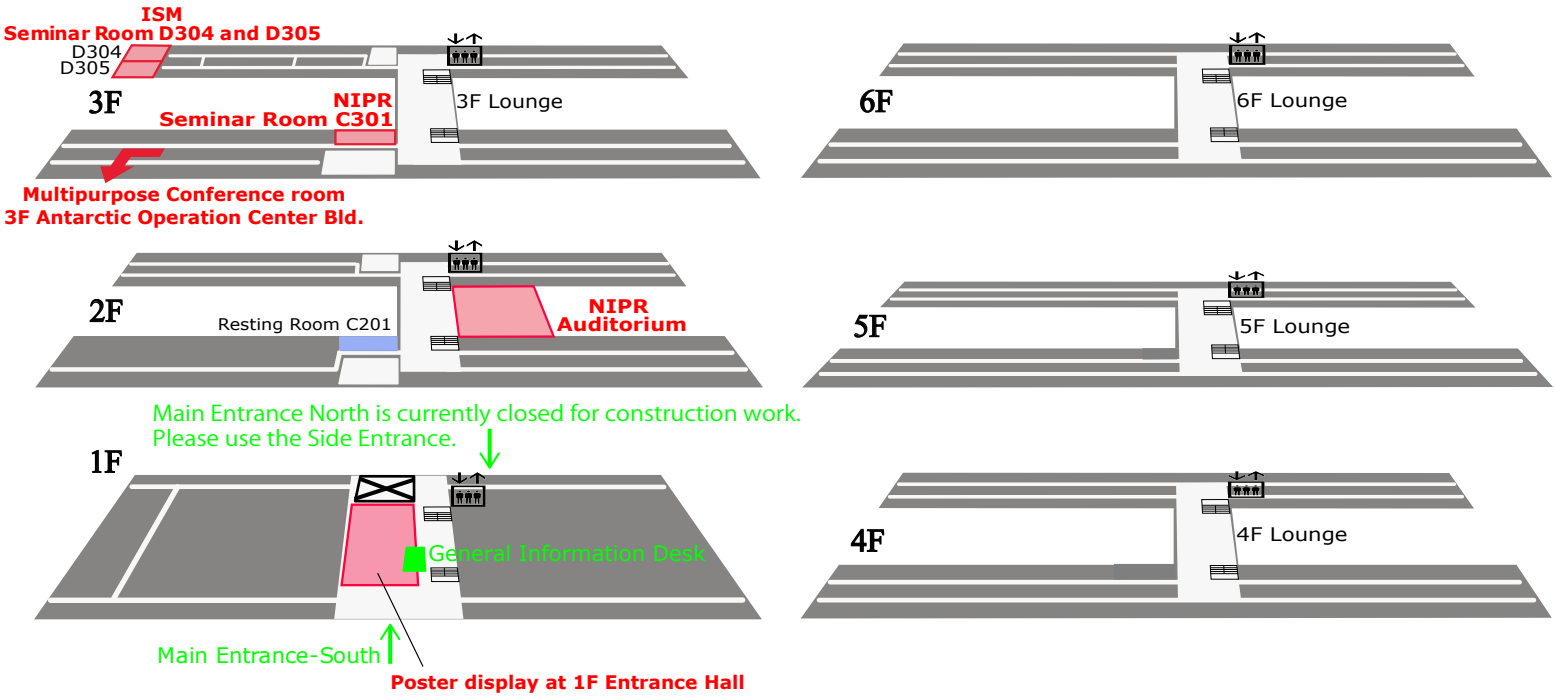 ISM
Seminar Room D304 and D305
D304
D305
3F
NIPR
Seminar Room C301
3F Lounge
Multipurpose Conference room
3F Antarctic Operation Center Bld.
2F
Resting Room C201
NIPR
Auditorium
Main Entrance North is currently closed for construction work.
Please use the Side Entrance.
1F
General Information Desk
Main Entrance-South
Poster display at 1F Entrance Hall
6F
6F Lounge
5F
5F Lounge
4F
4F Lounge